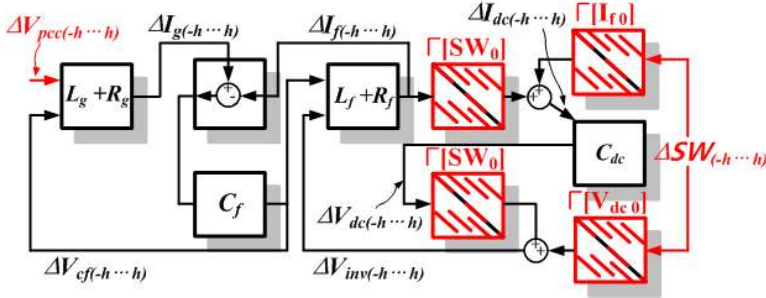 ΔV_pcc(-h⋯h)
ΔI_g(-h⋯h)
ΔI_f(-h⋯h)
Γ[SW_0]
ΔI_dc(-h⋯h)
Γ[I_f0]
L_g +R_g
+
-
L_f +R_f
+
+
C_dc
ΔSW_(-h⋯h)
C_f
Γ[SW_0]
ΔV_dc(-h⋯h)
Γ[V_dc0]
+
+
ΔV_cf(-h⋯h)
ΔV_inv(-h⋯h)